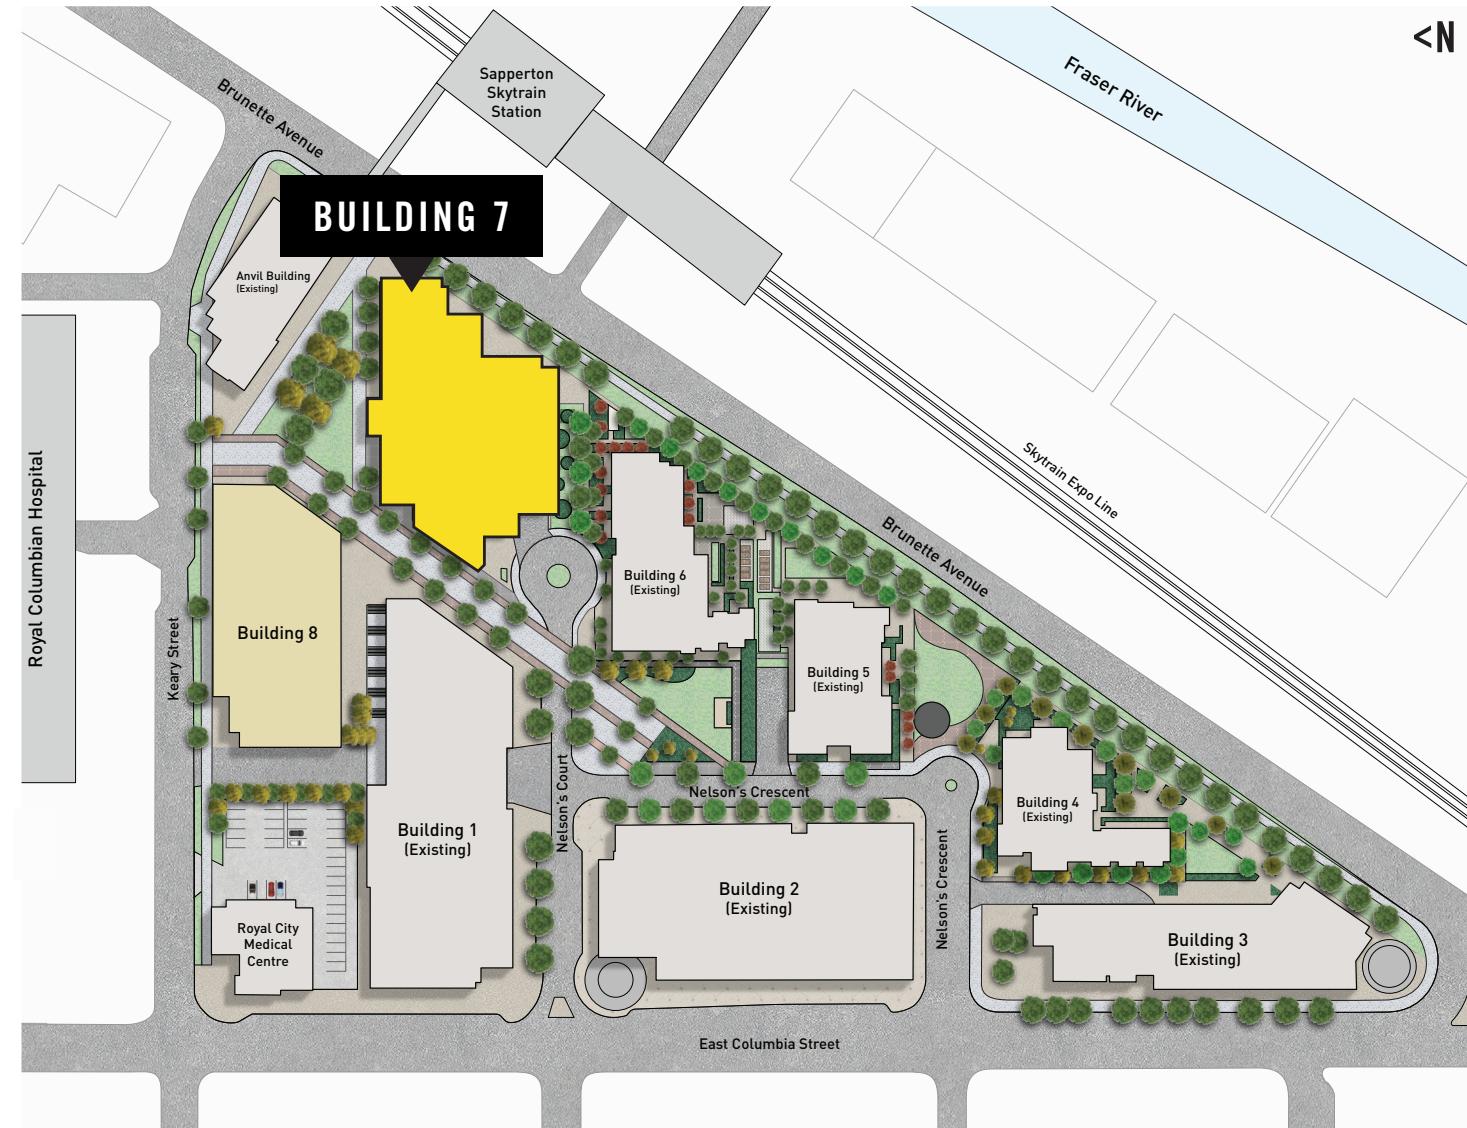 <N
Sapperton
Skytrain
Station
Fraser River
Brunette Avenue
BUILDING 7
Anvil Building
(Existing)
Royal Columbian Hospital
Skytrain Expo Line
Brunette Avenue
Building 6
(Existing)
Keary Street
Building 8
Building 5
(Existing)
Nelson's Court
Nelson's Crescent
Building 4
(Existing)
Building 1
(Existing)
Building 2
(Existing)
Nelson's Crescent
Royal City
Medical
Centre
Building 3
(Existing)
East Columbia Street